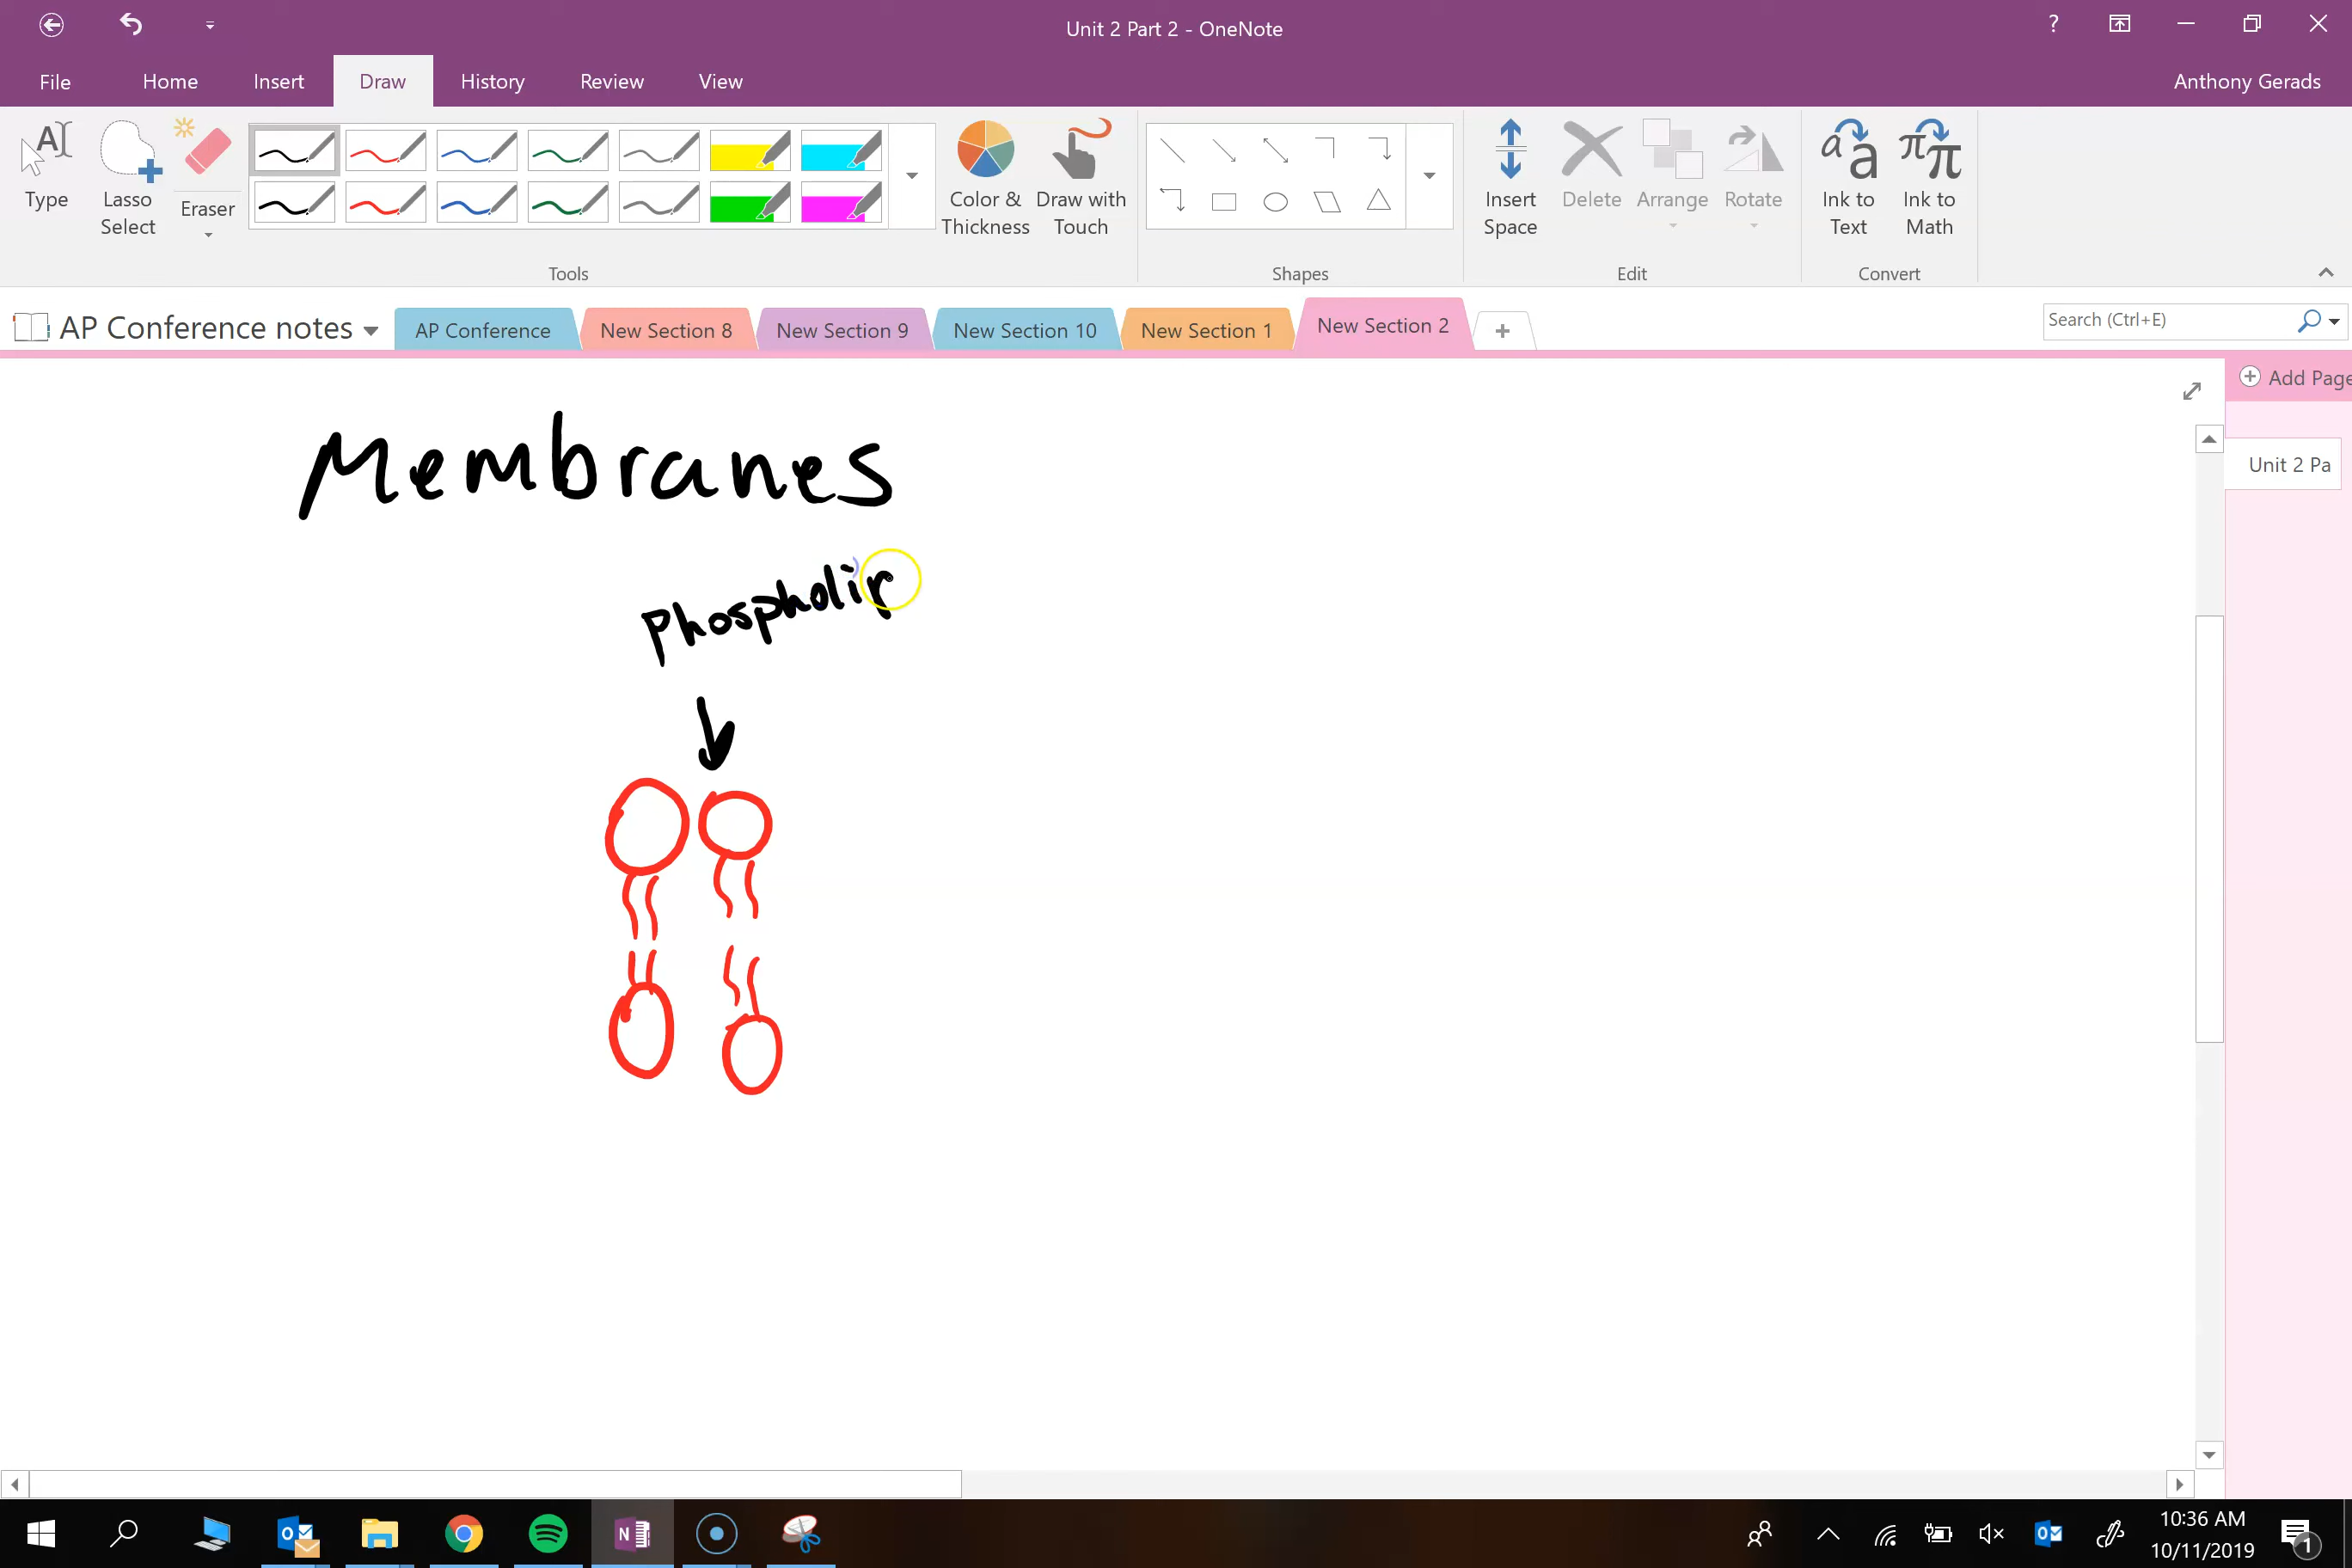 Unit 2 Part 2 - OneNote
?
File Home Insert Draw History Review View
Anthony Gerads
Type
Lasso Select
Eraser
Color & Thickness
Draw with Touch
Insert Space
Delete
Arrange
Rotate
Ink to Text
Ink to Math
Tools
Shapes
Edit
Convert
AP Conference notes
AP Conference
New Section 8
New Section 9
New Section 10
New Section 1
New Section 2
+
Search (Ctrl+E)
Add Page
Unit 2 Pa
Membranes
phospholip
10:36 AM
10/11/2019
1